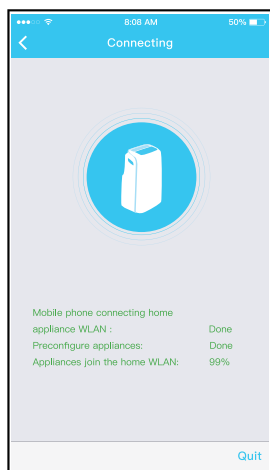 8:08 AM 50%
Connecting
Mobile phone connecting home
appliance WLAN : Done
Preconfigure appliances: Done
Appliances join the home WLAN: 99%
Quit